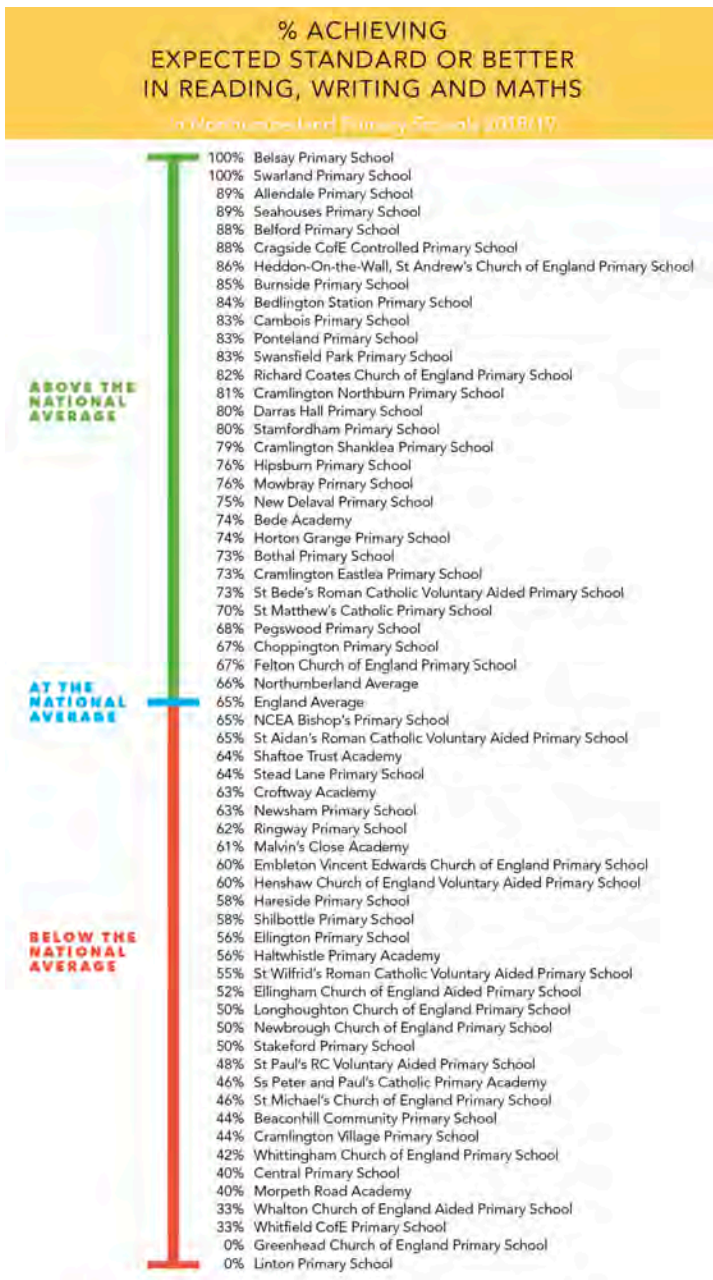 % ACHIEVING
EXPECTED STANDARD OR BETTER
IN READING, WRITING AND MATHS
in Northumberland Primary Schools 2018/19
100% Belsay Primary School
100% Swarland Primary School
89% Allendale Primary School
89% Seahouses Primary School
88% Belford Primary School
88% Cragside CofE Controlled Primary School
86% Heddon-On-the-Wall, St Andrew's Church of England Primary School
85% Burnside Primary School
84% Bedlington Station Primary School
83% Cambois Primary School
83% Ponteland Primary School
83% Swansfield Park Primary School
82% Richard Coates Church of England Primary School
ABOVE THE
NATIONAL
AVERAGE
81% Cramlington Northburn Primary School
80% Darras Hall Primary School
80% Stamfordham Primary School
79% Cramlington Shanklea Primary School
76% Hipsburn Primary School
76% Mowbray Primary School
75% New Delaval Primary School
74% Bede Academy
74% Horton Grange Primary School
73% Bothal Primary School
73% Cramlington Eastlea Primary School
73% St Bede's Roman Catholic Voluntary Aided Primary School
70% St Matthew's Catholic Primary School
68% Pegswood Primary School
67% Choppington Primary School
67% Felton Church of England Primary School
66% Northumberland Average
AT THE
NATIONAL
AVERAGE
65% England Average
65% NCEA Bishop's Primary School
65% St Aidan's Roman Catholic Voluntary Aided Primary School
64% Shaftoe Trust Academy
64% Stead Lane Primary School
63% Croftway Academy
63% Newsham Primary School
62% Ringway Primary School
61% Malvin's Close Academy
60% Embleton Vincent Edwards Church of England Primary School
60% Henshaw Church of England Voluntary Aided Primary School
58% Hareside Primary School
58% Shilbottle Primary School
BELOW THE
NATIONAL
AVERAGE
56% Ellington Primary School
56% Haltwhistle Primary Academy
55% St Wilfrid's Roman Catholic Voluntary Aided Primary School
52% Ellingham Church of England Aided Primary School
50% Longhoughton Church of England Primary School
50% Newbrough Church of England Primary School
50% Stakeford Primary School
48% St Paul's RC Voluntary Aided Primary School
46% Ss Peter and Paul's Catholic Primary Academy
46% St Michael's Church of England Primary School
44% Beaconhill Community Primary School
44% Cramlington Village Primary School
42% Whittingham Church of England Primary School
40% Central Primary School
40% Morpeth Road Academy
33% Whalton Church of England Aided Primary School
33% Whitfield CofE Primary School
0% Greenhead Church of England Primary School
0% Linton Primary School